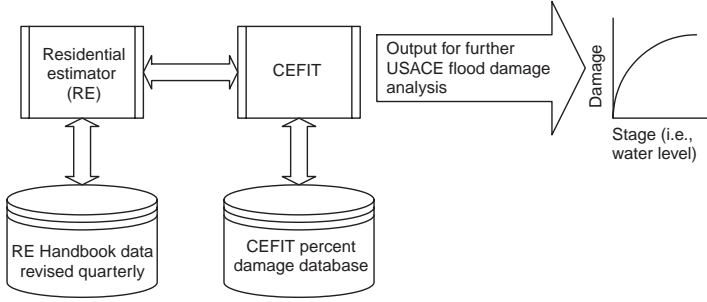 Residential
estimator
(RE)
CEFIT
Output for further
USACE flood damage
analysis
Damage
Stage (i.e.,
water level)
RE Handbook data
revised quarterly
CEFIT percent
damage database